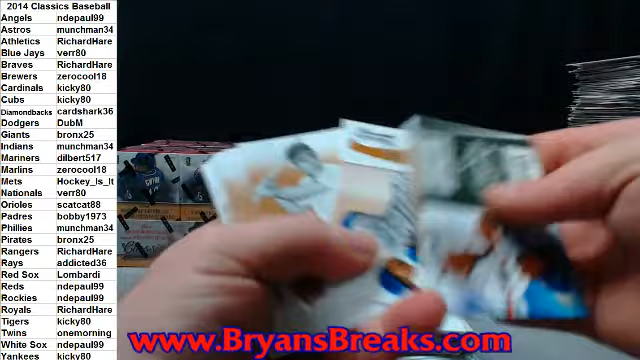 2014 Classics Baseball
Angels ndepaul99
Astros munchman34
Athletics RichardHare
Blue Jays verr80
Braves RichardHare
Brewers zerocool18
Cardinals kicky80
Cubs kicky80
Diamondbacks cardshark36
Dodgers DubM
Giants bronx25
Indians munchman34
Mariners dilbert517
Marlins zerocool18
Mets Hockey_Is_It
Nationals verr80
Orioles scatcat88
Padres bobby1973
Phillies munchman34
Pirates bronx25
Rangers RichardHare
Rays addicted36
Red Sox Lombardi
Reds ndepaul99
Rockies ndepaul99
Royals RichardHare
Tigers kicky80
Twins onemorning
White Sox ndepaul99
Yankees kicky80
www.BryansBreaks.com